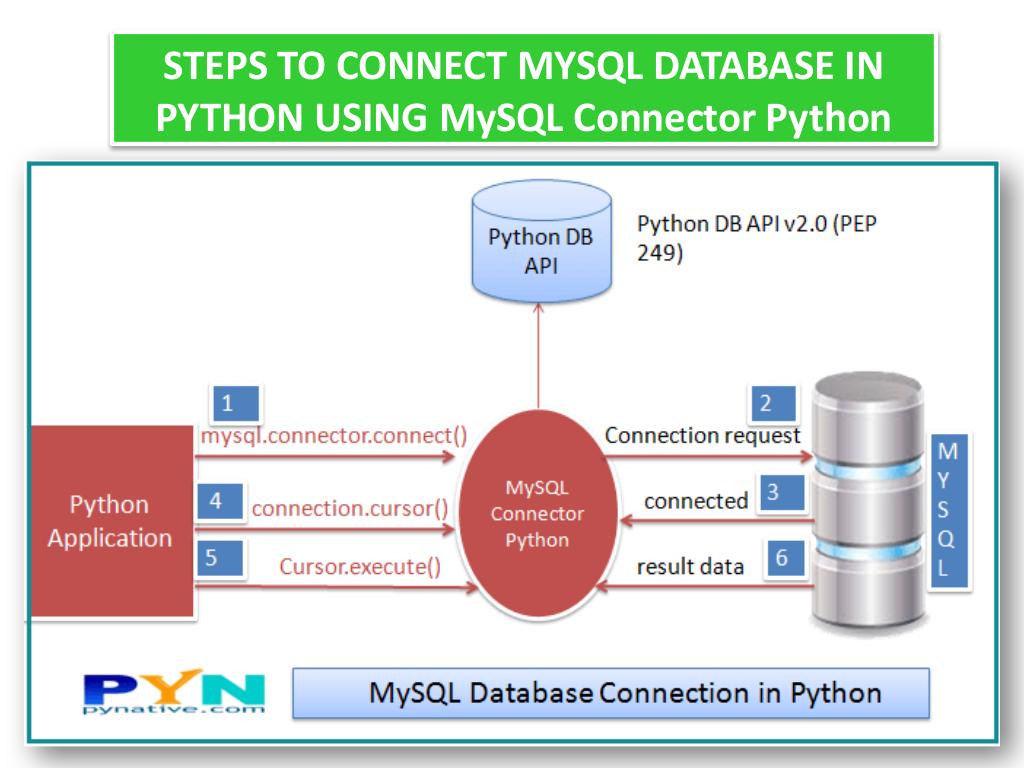 STEPS TO CONNECT MYSQL DATABASE IN
PYTHON USING MySQL Connector Python
Python DB
API
Python DB API v2.0 (PEP
249)
1
mysql.connector.connect()
2
Connection request
Python
Application
4
connection.cursor()
5
Cursor.execute()
MySQL
Connector
Python
connected
3
result data
6
M
Y
S
Q
L
PYN
pynative.com
MySQL Database Connection in Python